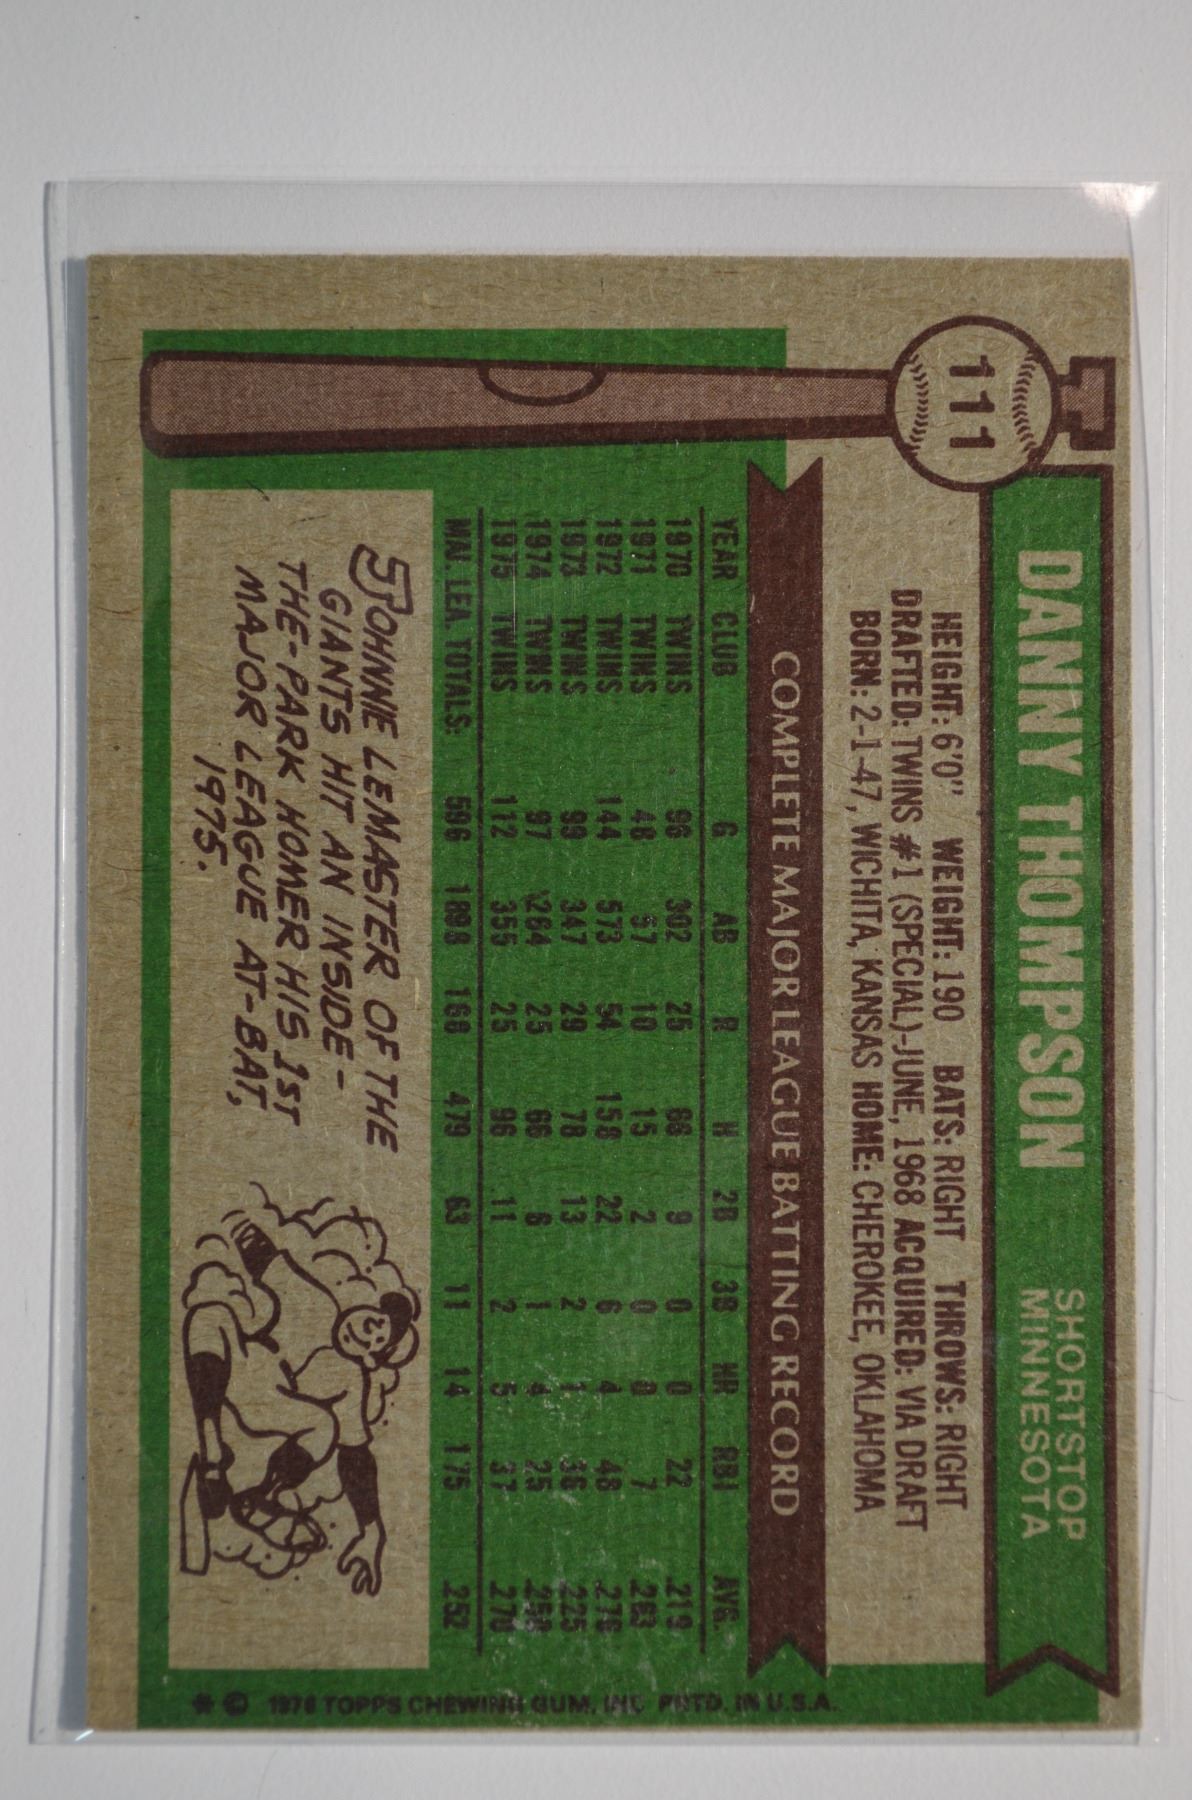 111
DANNY THOMPSON
SHORTSTOP
MINNESOTA
HEIGHT: 6'0" WEIGHT: 190 BATS: RIGHT THROWS: RIGHT
DRAFTED: TWINS #1 (SPECIAL)-JUNE, 1968 ACQUIRED: VIA DRAFT
BORN: 2-1-47, WICHITA, KANSAS HOME: CHEROKEE, OKLAHOMA
COMPLETE MAJOR LEAGUE BATTING RECORD
YEAR CLUB G AB R H 2B 3B HR RBI AVG.
1970 TWINS 96 302 25 66 9 0 0 22 .219
1971 TWINS 48 57 10 15 2 0 0 7 .263
1972 TWINS 144 573 54 158 22 6 4 48 .276
1973 TWINS 99 347 29 78 13 2 1 36 .225
1974 TWINS 97 264 25 66 6 1 4 25 .250
1975 TWINS 112 355 25 96 11 2 5 37 .270
MAJ. LEA. TOTALS: 596 1898 168 479 63 11 14 175 .252
JOHNNIE LEMASTER OF THE
GIANTS HIT AN INSIDE-
THE-PARK HOMER HIS 1ST
MAJOR LEAGUE AT-BAT,
1975.
* © 1976 TOPPS CHEWING GUM, INC. PRTD. IN U.S.A.